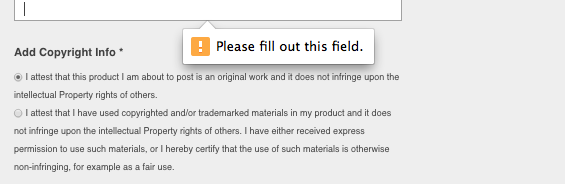 Please fill out this field.
Add Copyright Info *
I attest that this product I am about to post is an original work and it does not infringe upon the
intellectual Property rights of others.
I attest that I have used copyrighted and/or trademarked materials in my product and it does
not infringe upon the intellectual Property rights of others. I have either received express
permission to use such materials, or I hereby certify that the use of such materials is otherwise
non-infringing, for example as a fair use.